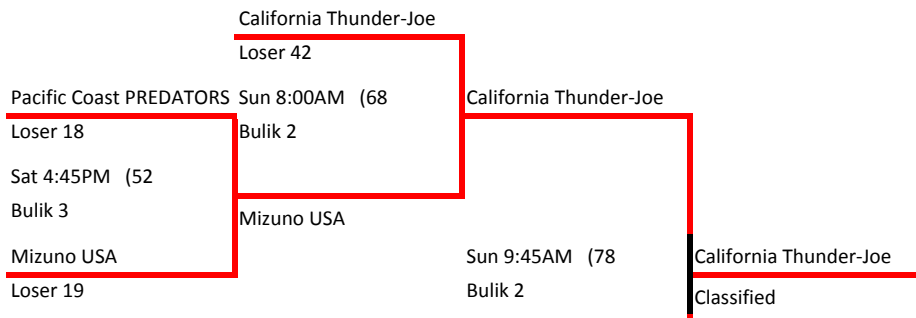 California Thunder-Joe
Loser 42
Pacific Coast PREDATORS
Sun 8:00AM (68
California Thunder-Joe
Loser 18
Bulik 2
Sat 4:45PM (52
Bulik 3
Mizuno USA
Mizuno USA
Sun 9:45AM (78
California Thunder-Joe
Loser 19
Bulik 2
Classified